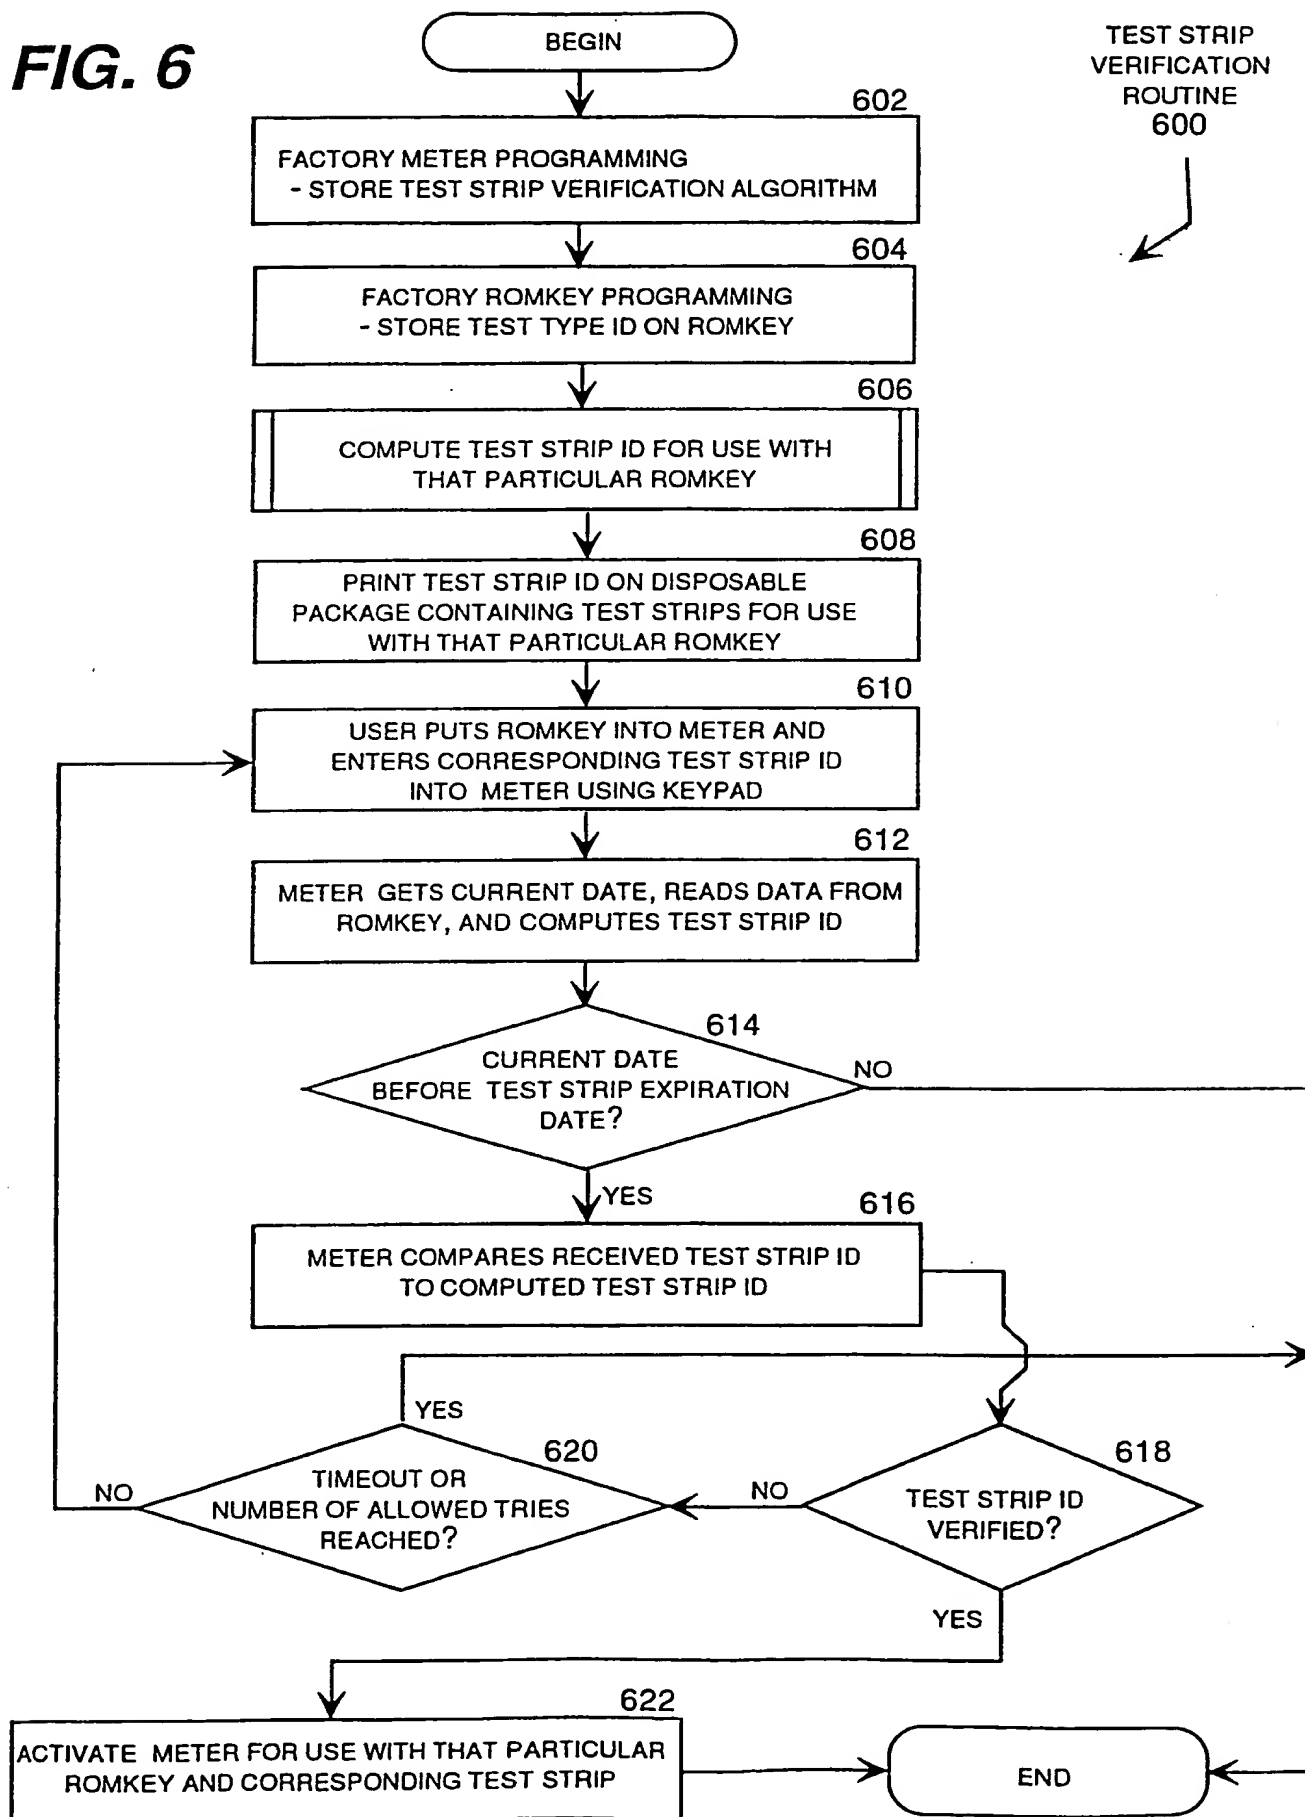 FIG. 6
BEGIN
TEST STRIP
VERIFICATION
ROUTINE
600
602
FACTORY METER PROGRAMMING
- STORE TEST STRIP VERIFICATION ALGORITHM
604
FACTORY ROMKEY PROGRAMMING
- STORE TEST TYPE ID ON ROMKEY
606
COMPUTE TEST STRIP ID FOR USE WITH
THAT PARTICULAR ROMKEY
608
PRINT TEST STRIP ID ON DISPOSABLE
PACKAGE CONTAINING TEST STRIPS FOR USE
WITH THAT PARTICULAR ROMKEY
610
USER PUTS ROMKEY INTO METER AND
ENTERS CORRESPONDING TEST STRIP ID
INTO METER USING KEYPAD
612
METER GETS CURRENT DATE, READS DATA FROM
ROMKEY, AND COMPUTES TEST STRIP ID
614
CURRENT DATE
BEFORE TEST STRIP EXPIRATION
DATE?
NO
YES
616
METER COMPARES RECEIVED TEST STRIP ID
TO COMPUTED TEST STRIP ID
YES
620
TIMEOUT OR
NUMBER OF ALLOWED TRIES
REACHED?
NO
NO
618
TEST STRIP ID
VERIFIED?
YES
622
ACTIVATE METER FOR USE WITH THAT PARTICULAR
ROMKEY AND CORRESPONDING TEST STRIP
END